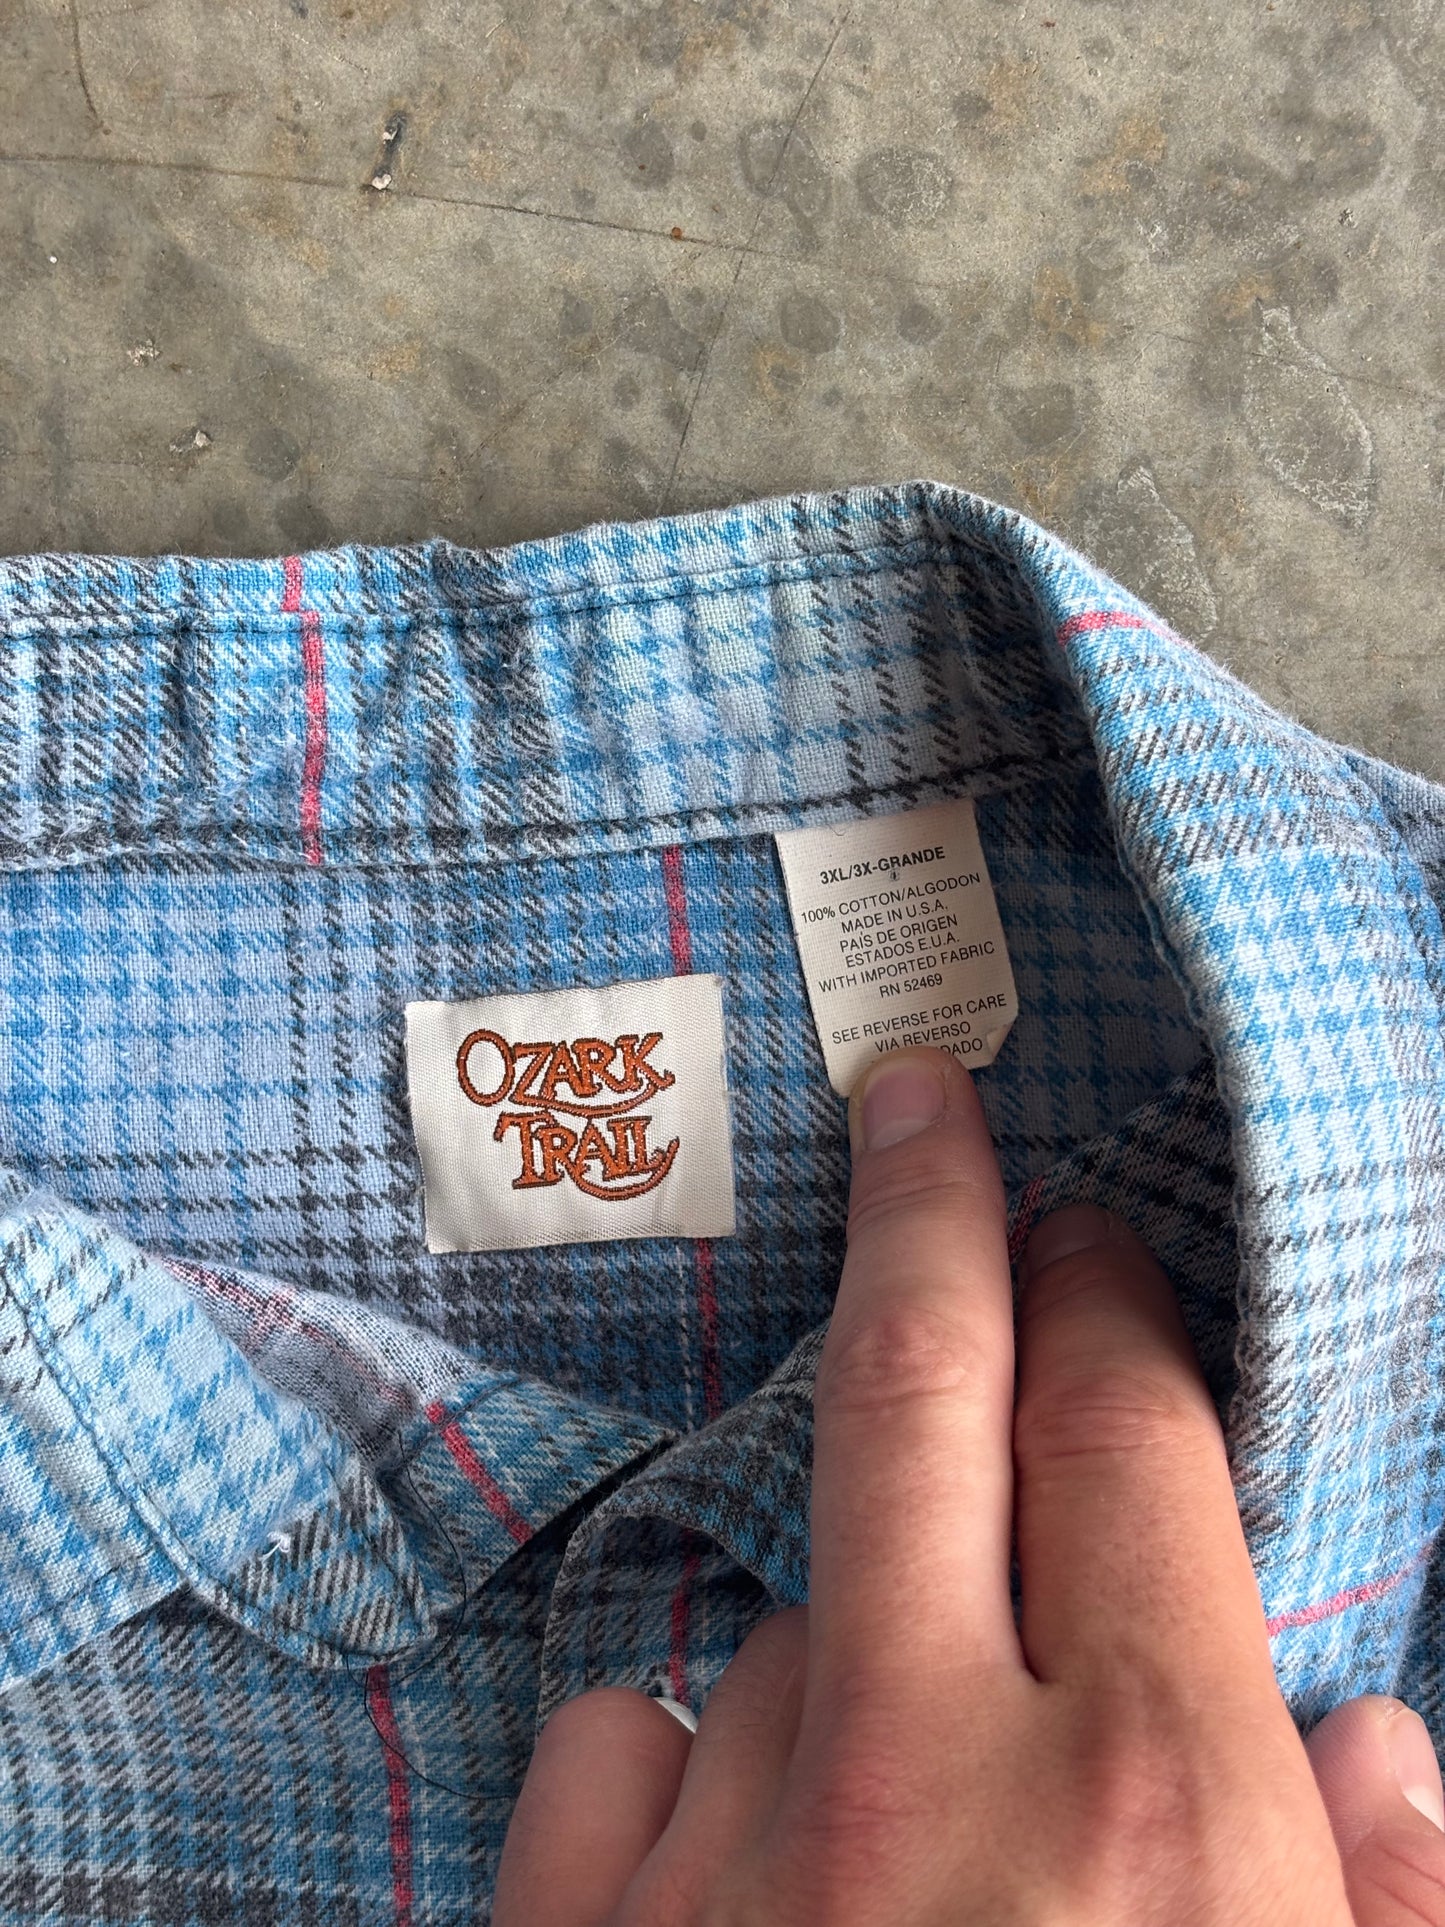 OZARK
TRAIL
3XL/3X-GRANDE
100% COTTON/ALGODON
MADE IN U.S.A.
PAÍS DE ORIGEN
ESTADOS E.U.A.
WITH IMPORTED FABRIC
RN 52469
SEE REVERSE FOR CARE
VIA REVERSO